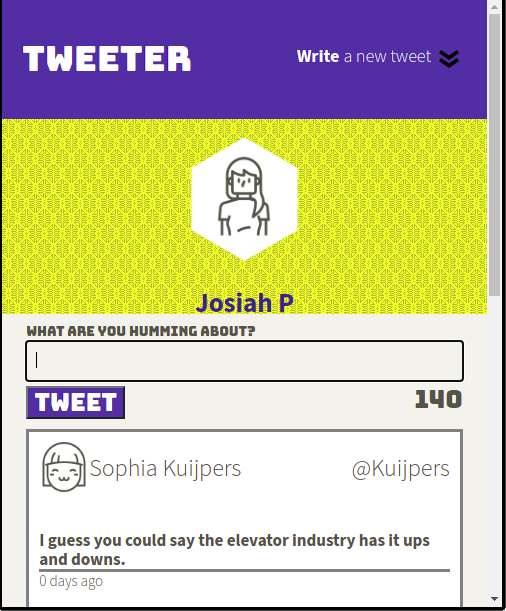 TWEETER
Write a new tweet
Josiah P
WHAT ARE YOU HUMMING ABOUT?
TWEET
140
Sophia Kuijpers
@Kuijpers
I guess you could say the elevator industry has it ups
and downs.
0 days ago